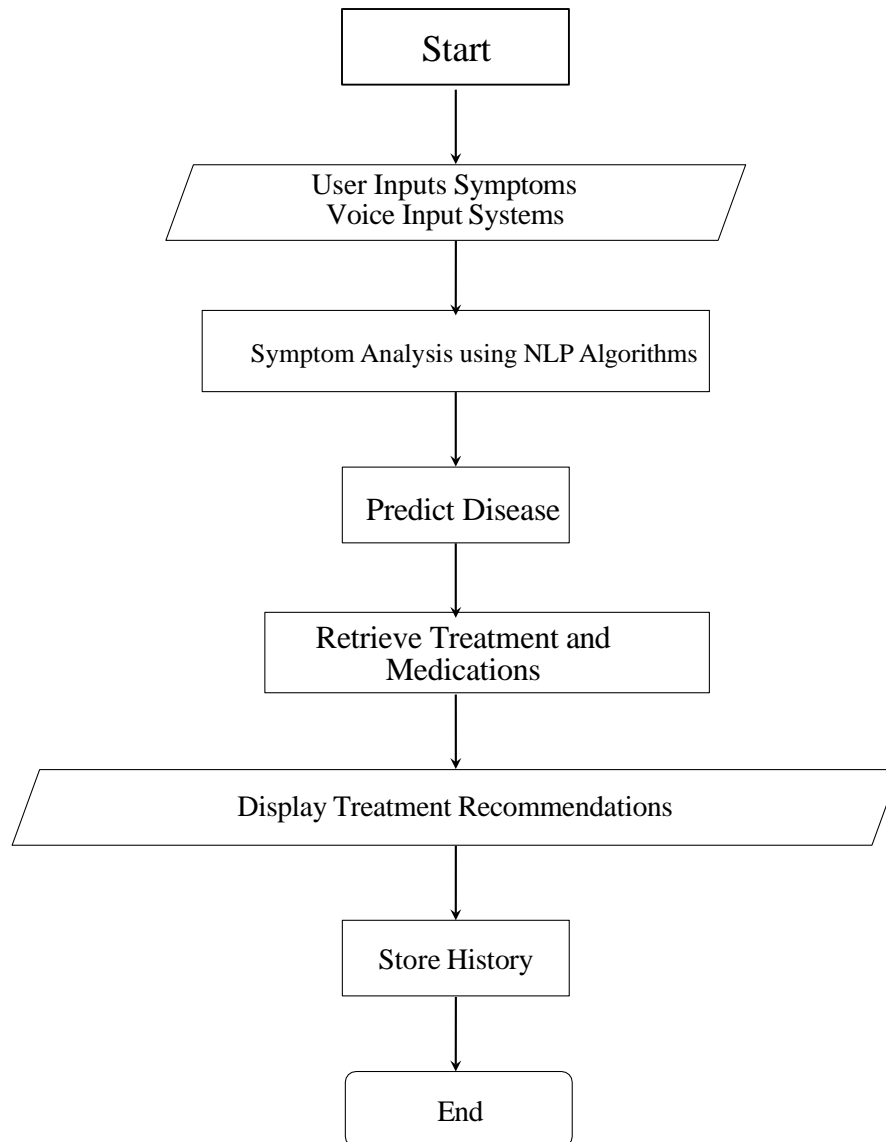 Start
User Inputs Symptoms
Voice Input Systems
Symptom Analysis using NLP Algorithms
Predict Disease
Retrieve Treatment and
Medications
Display Treatment Recommendations
Store History
End